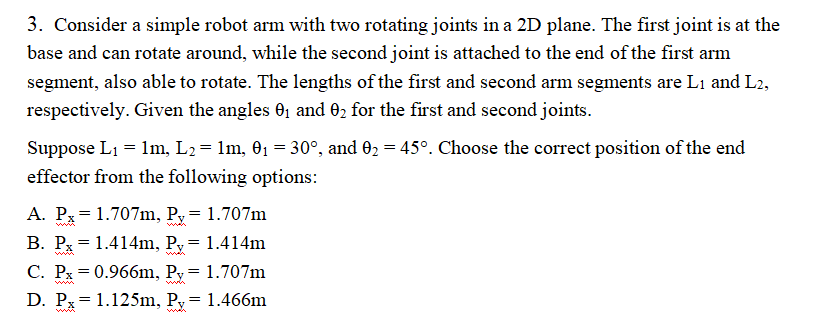 3. Consider a simple robot arm with two rotating joints in a 2D plane. The first joint is at the
base and can rotate around, while the second joint is attached to the end of the first arm
segment, also able to rotate. The lengths of the first and second arm segments are L₁ and L₂,
respectively. Given the angles θ₁ and θ₂ for the first and second joints.
Suppose L₁ = 1m, L₂ = 1m, θ₁ = 30°, and θ₂ = 45°. Choose the correct position of the end
effector from the following options:
A. Pₓ = 1.707m, Pᵧ = 1.707m
B. Pₓ = 1.414m, Pᵧ = 1.414m
C. Pₓ = 0.966m, Pᵧ = 1.707m
D. Pₓ = 1.125m, Pᵧ = 1.466m